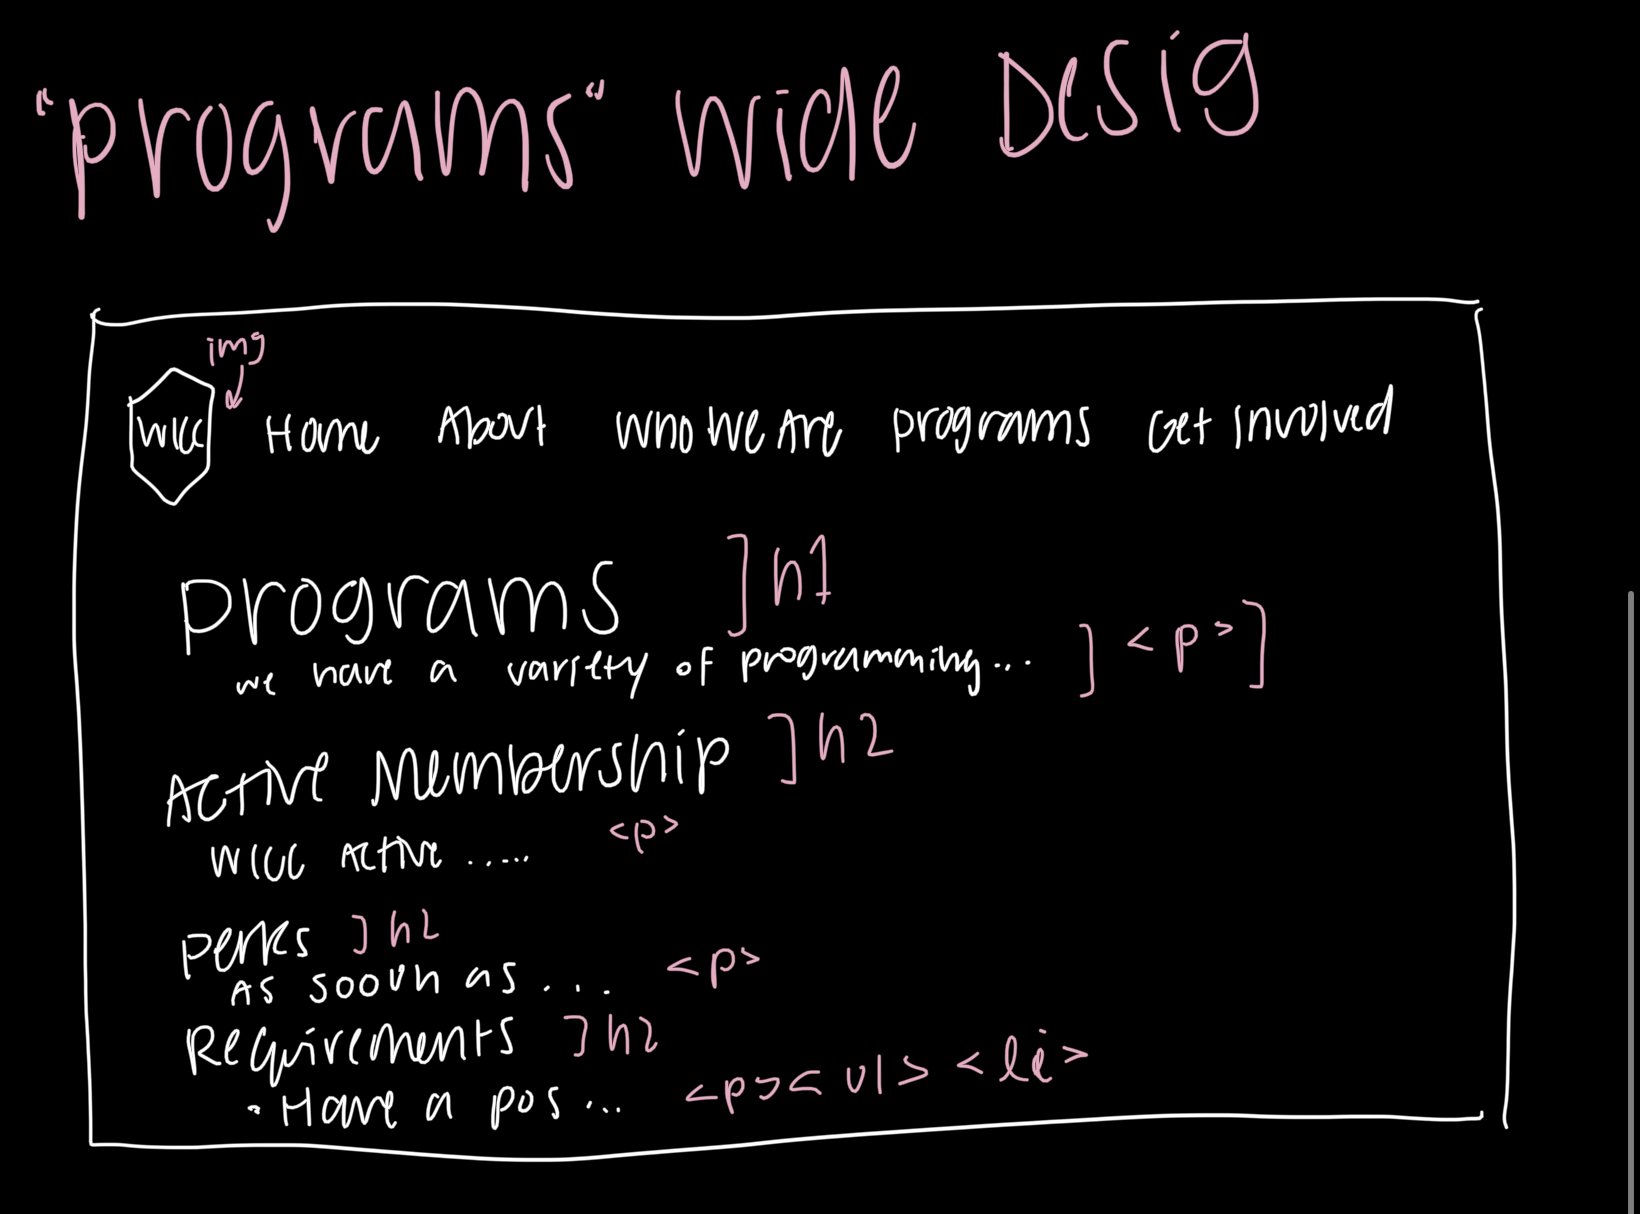 "programs" wide Desig
img
WICC Home About Who We Are programs Get Involved
programs ] h1
we have a variety of programming... ] <p> ]
Active Membership ] h2
WICC Active ..... <p>
perks ] h2
As soon as ... <p>
Requirements ] h2
• Have a pos... <p> < ul > < li >